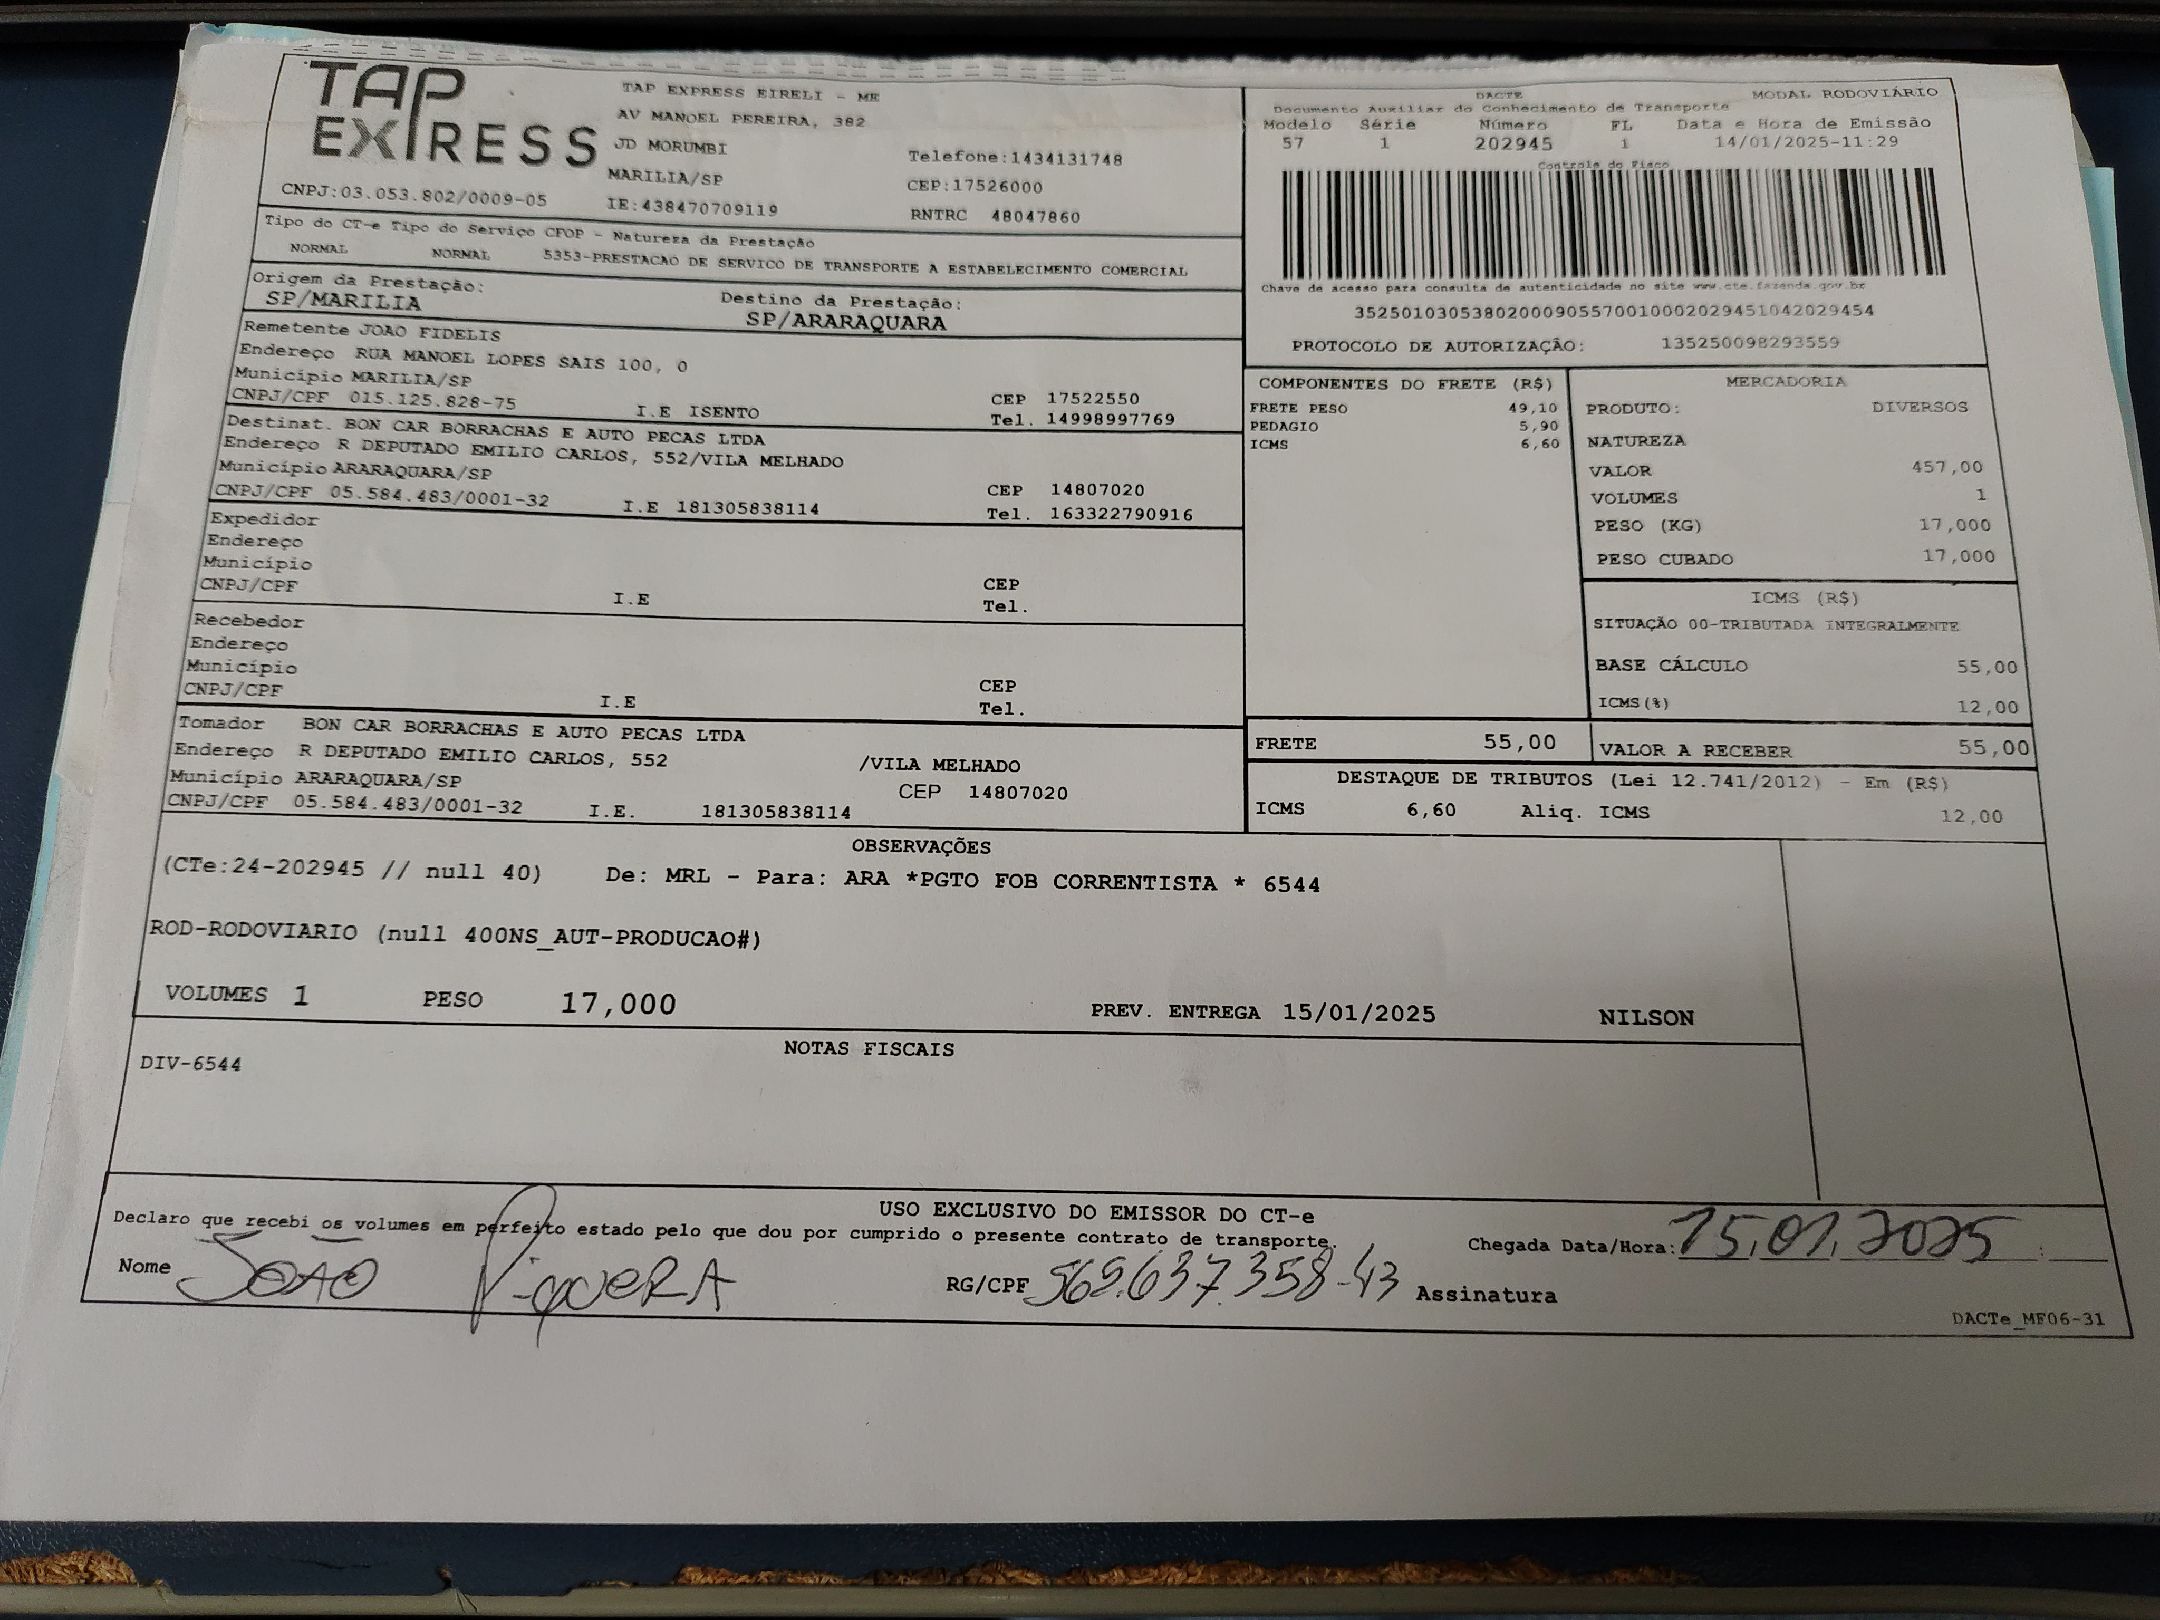 TAP
EXPRESS
TAP EXPRESS EIRELI - ME
AV MANOEL PEREIRA, 382
JD MORUMBI
MARILIA/SP
Telefone:1434131748
CEP:17526000
CNPJ:03.053.802/0009-05
IE:438470709119
RNTRC 48047860
DACTE
MODAL RODOVIÁRIO
Documento Auxiliar do Conhecimento de Transporte
Modelo Série Número FL Data e Hora de Emissão
57 1 202945 1 14/01/2025-11:29
Controle do Fisco
Chave de acesso para consulta de autenticidade no site www.cte.fazenda.gov.br
35250103053802000905570010002029451042029454
PROTOCOLO DE AUTORIZAÇÃO: 135250098293559
Tipo do CT-e Tipo do Serviço CFOP - Natureza da Prestação
NORMAL NORMAL 5353-PRESTACAO DE SERVICO DE TRANSPORTE A ESTABELECIMENTO COMERCIAL
Origem da Prestação: Destino da Prestação:
SP/MARILIA SP/ARARAQUARA
Remetente JOAO FIDELIS
Endereço RUA MANOEL LOPES SAIS 100, 0
Município MARILIA/SP CEP 17522550
CNPJ/CPF 015.125.828-75 I.E ISENTO Tel. 14998997769
Destinat. BON CAR BORRACHAS E AUTO PECAS LTDA
Endereço R DEPUTADO EMILIO CARLOS, 552/VILA MELHADO
Município ARARAQUARA/SP CEP 14807020
CNPJ/CPF 05.584.483/0001-32 I.E 181305838114 Tel. 163322790916
Expedidor
Endereço
Município CEP
CNPJ/CPF I.E Tel.
Recebedor
Endereço
Município CEP
CNPJ/CPF I.E Tel.
Tomador BON CAR BORRACHAS E AUTO PECAS LTDA
Endereço R DEPUTADO EMILIO CARLOS, 552 /VILA MELHADO
Município ARARAQUARA/SP CEP 14807020
CNPJ/CPF 05.584.483/0001-32 I.E. 181305838114
COMPONENTES DO FRETE (R$)
FRETE PESO 49,10
PEDAGIO 5,90
ICMS 6,60
MERCADORIA
PRODUTO: DIVERSOS
NATUREZA
VALOR 457,00
VOLUMES 1
PESO (KG) 17,000
PESO CUBADO 17,000
ICMS (R$)
SITUAÇÃO 00-TRIBUTADA INTEGRALMENTE
BASE CÁLCULO 55,00
ICMS(%) 12,00
FRETE 55,00 VALOR A RECEBER 55,00
DESTAQUE DE TRIBUTOS (Lei 12.741/2012) - Em (R$)
ICMS 6,60 Aliq. ICMS 12,00
OBSERVAÇÕES
(CTe:24-202945 // null 40) De: MRL - Para: ARA *PGTO FOB CORRENTISTA * 6544
ROD-RODOVIARIO (null 400NS_AUT-PRODUCAO#)
VOLUMES 1 PESO 17,000 PREV. ENTREGA 15/01/2025 NILSON
NOTAS FISCAIS
DIV-6544
USO EXCLUSIVO DO EMISSOR DO CT-e
Declaro que recebi os volumes em perfeito estado pelo que dou por cumprido o presente contrato de transporte.
Chegada Data/Hora: 15.01.2025 :
Nome JOÃO PiqueRA RG/CPF 569.637.358-43 Assinatura
DACTe_MF06-31